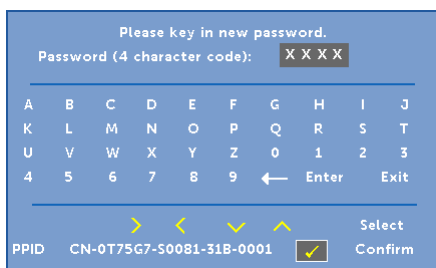 Please key in new password.
Password (4 character code): X X X X
A B C D E F G H I J
K L M N O P Q R S T
U V W X Y Z 0 1 2 3
4 5 6 7 8 9 ← Enter Exit
Select
PPID CN-0T75G7-S0081-31B-0001 ✓ Confirm